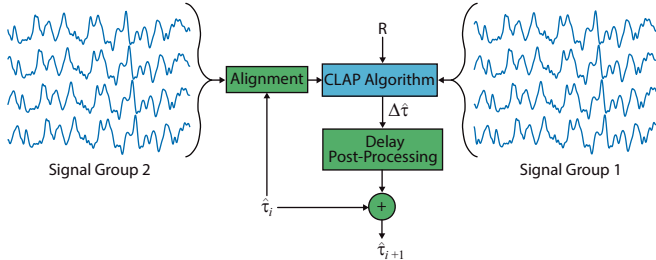 R
Alignment
CLAP Algorithm
Δτ̂
Signal Group 2
Delay
Post-Processing
Signal Group 1
τ̂i
+
τ̂i+1